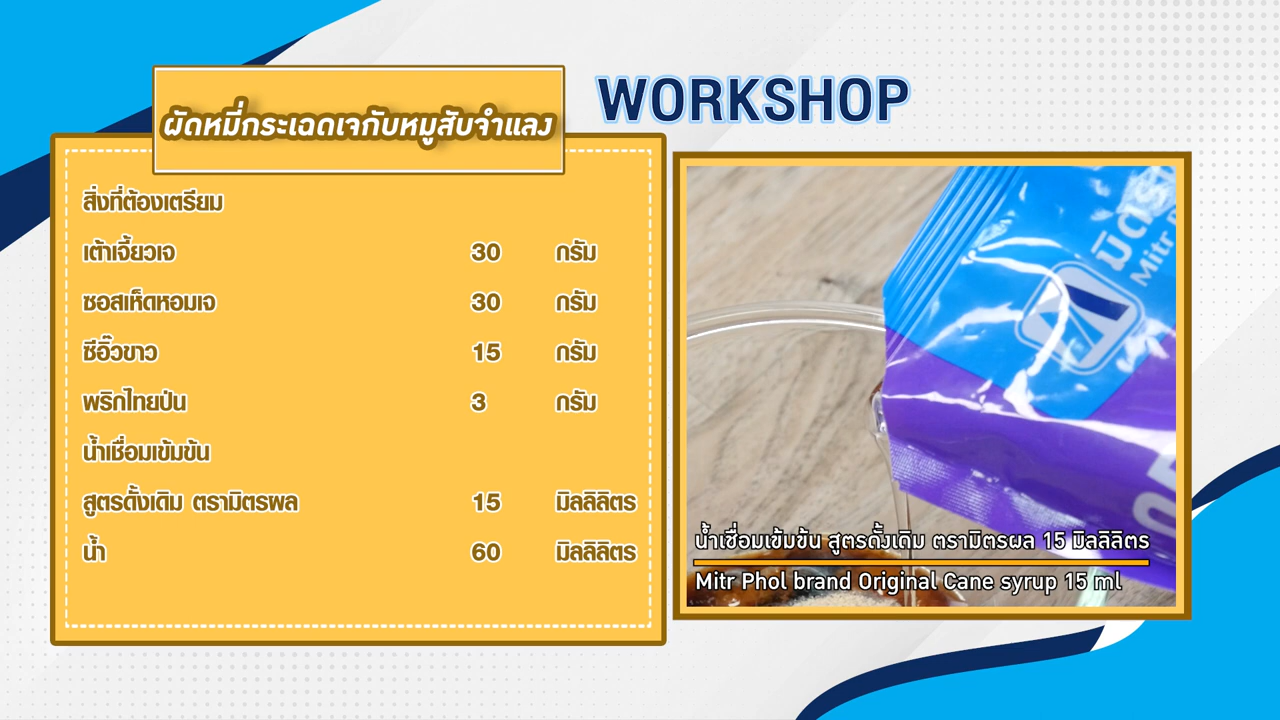 WORKSHOP
ผัดหมี่กระเฉดเจกับหมูสับจำแลง
สิ่งที่ต้องเตรียม
เต้าเจี้ยวเจ 30 กรัม
ซอสเห็ดหอมเจ 30 กรัม
ซีอิ๊วขาว 15 กรัม
พริกไทยป่น 3 กรัม
น้ำเชื่อมเข้มข้น
สูตรดั้งเดิม ตรามิตรผล 15 มิลลิลิตร
น้ำ 60 มิลลิลิตร
มิตร
Mitr
น้ำเชื่อมเข้มข้น สูตรดั้งเดิม ตรามิตรผล 15 มิลลิลิตร
Mitr Phol brand Original Cane syrup 15 ml